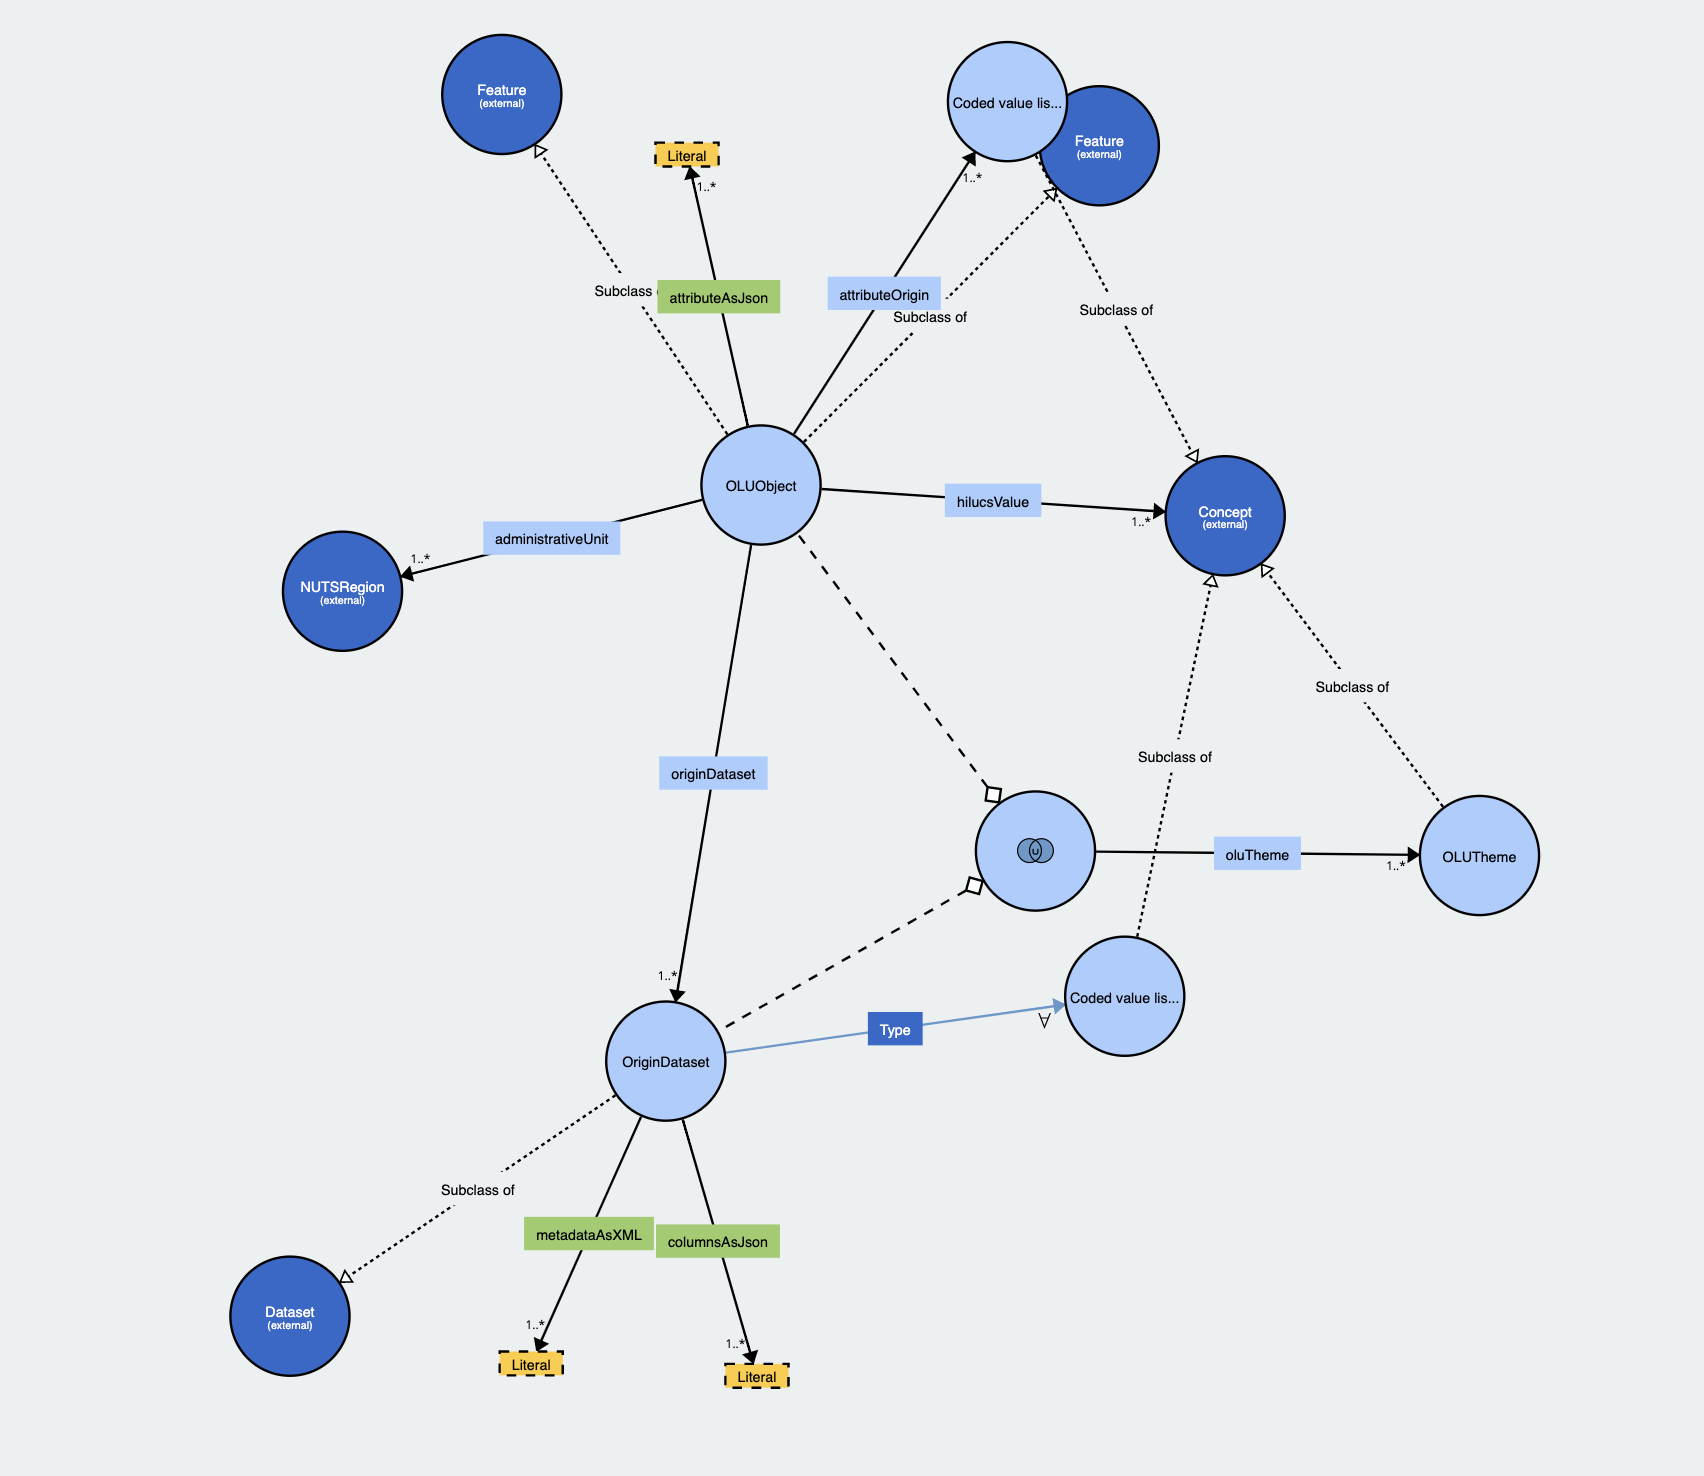 Feature
(external)
Coded value lis...
Feature
(external)
Literal
1..*
1..*
Subclass
attributeAsJson
attributeOrigin
Subclass of
Subclass of
OLUObject
hilucsValue
1..*
Concept
(external)
administrativeUnit
1..*
NUTSRegion
(external)
Subclass of
Subclass of
originDataset
oluTheme
1..*
OLUTheme
1..*
Coded value lis...
Type
∀
OriginDataset
Subclass of
metadataAsXML
columnsAsJson
Dataset
(external)
1..*
1..*
Literal
Literal